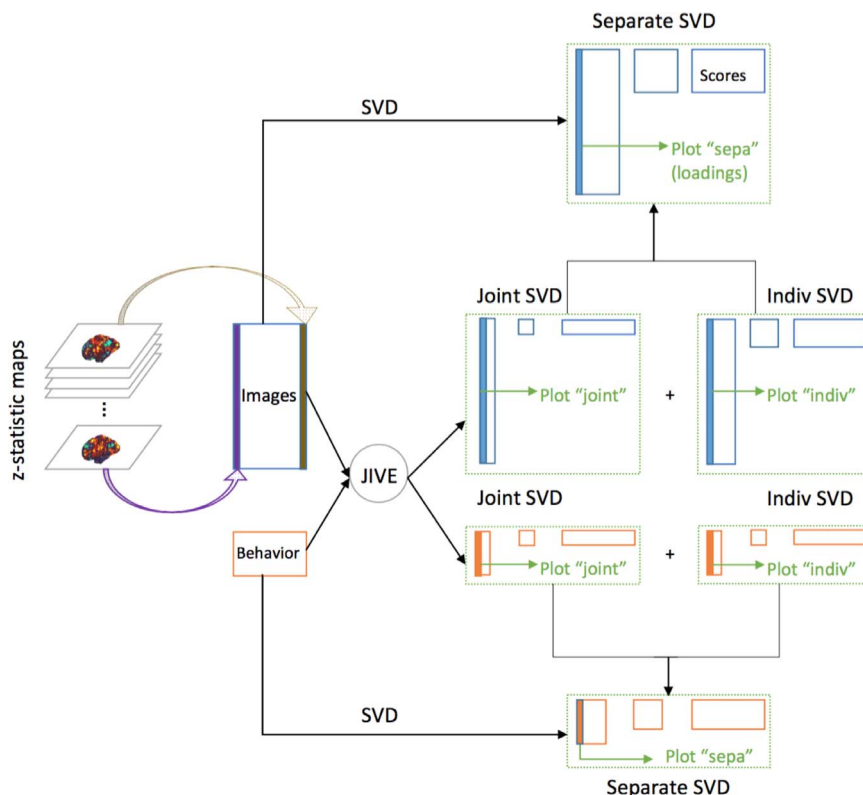 Separate SVD
Scores
SVD
Plot “sepa”
(loadings)
Joint SVD
Indiv SVD
z-statistic maps
Images
Plot “joint”
+
Plot “indiv”
...
JIVE
Joint SVD
Indiv SVD
Behavior
Plot “joint”
+
Plot “indiv”
SVD
Plot “sepa”
Separate SVD